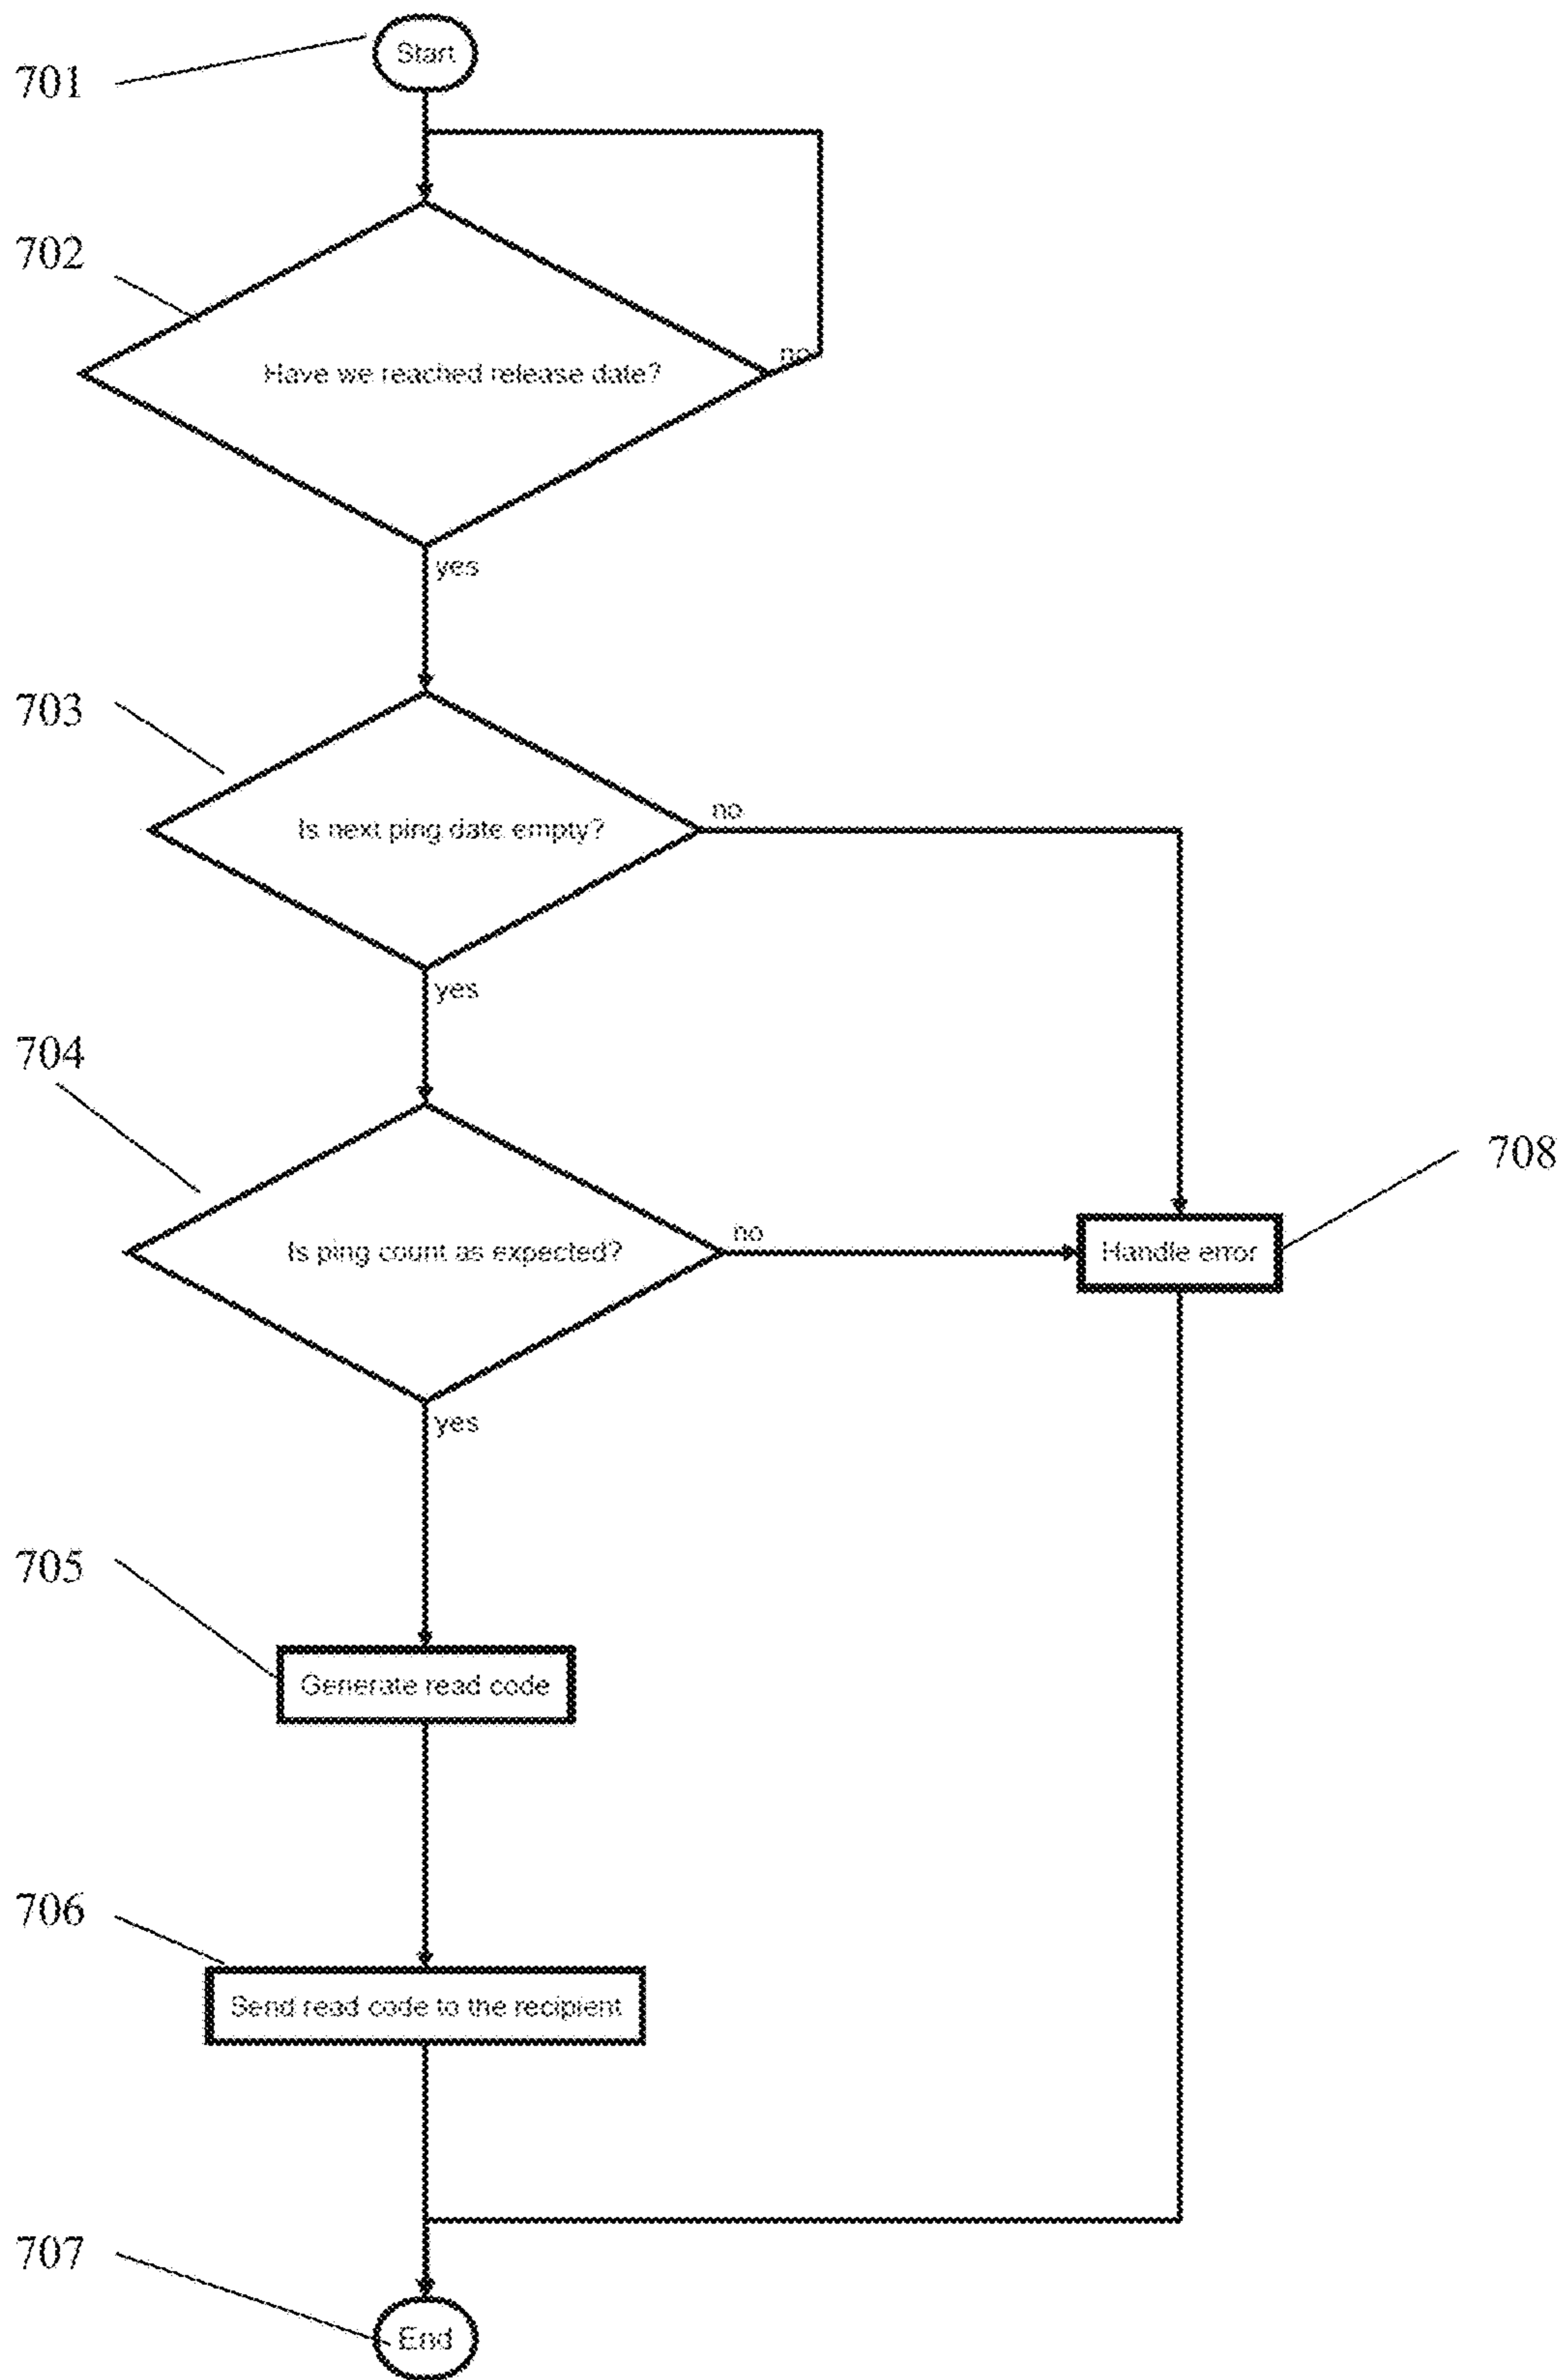 701
Start
702
Have we reached release date?
no
yes
703
Is next ping date empty?
no
yes
704
Is ping count as expected?
no
Handle error
708
yes
705
Generate read code
706
Send read code to the recipient
707
End